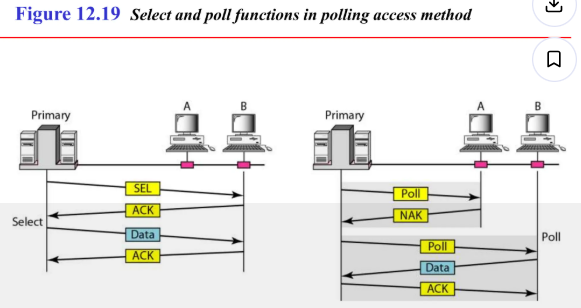 Figure 12.19 Select and poll functions in polling access method
Primary
A
B
SEL
ACK
Select
Data
ACK
Primary
A
B
Poll
NAK
Poll
Poll
Data
ACK